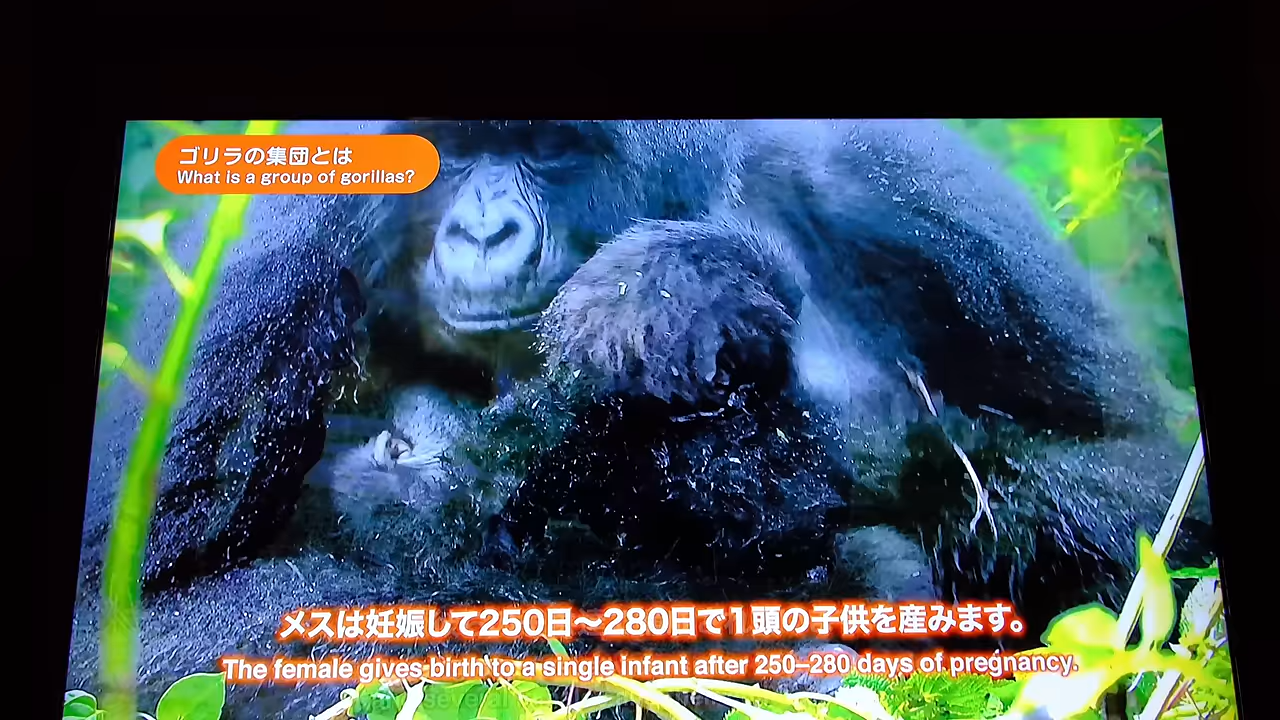 ゴリラの集団とは
What is a group of gorillas?
メスは妊娠して250日〜280日で1頭の子供を産みます。
The female gives birth to a single infant after 250–280 days of pregnancy.